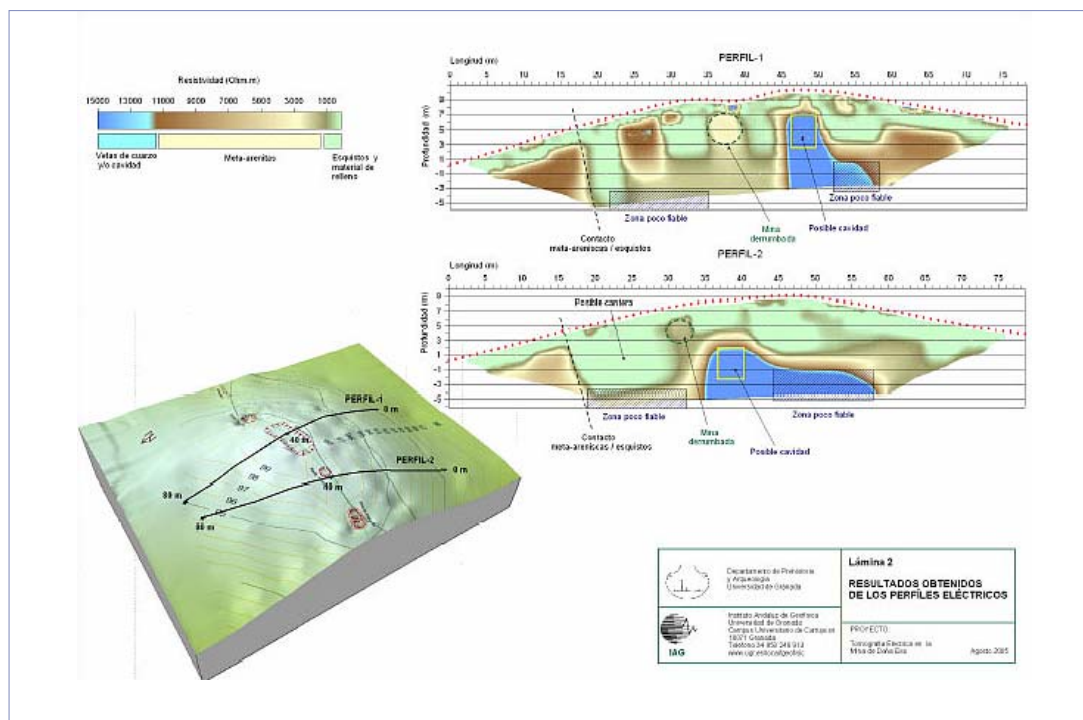 Resistividad (Ohm.m)
15000 13000 11000 9000 7000 5000 3000 1000
Vetas de cuarzo
y/o cavidad
Meta-arenitas
Esquistos y
material de
relleno
PERFIL-1
Longitud (m)
0 5 10 15 20 25 30 35 40 45 50 55 60 65 70 75
Profundidad (m)
9
7
5
3
1
-1
-3
-5
Zona poco fiable
Zona poco fiable
Contacto
meta-areniscas / esquistos
Mina
derrumbada
Posible cavidad
PERFIL-2
Longitud (m)
0 5 10 15 20 25 30 35 40 45 50 55 60 65 70 75
Posible cantera
Profundidad (m)
9
7
5
3
1
-1
-3
-5
Zona poco fiable
Zona poco fiable
Contacto
meta-areniscas / esquistos
Mina
derrumbada
Posible cavidad
PERFIL-1
0 m
40 m
PERFIL-2
0 m
40 m
99
98
97
96
80 m
80 m
Departamento de Prehistoria
y Arqueología
Universidad de Granada
Lámina 2
RESULTADOS OBTENIDOS
DE LOS PERFÍLES ELÉCTRICOS
IAG
Instituto Andaluz de Geofísica
Universidad de Granada
Campus Universitario de Cartuja s/n
18071 Granada
PROYECTO:
Tomografía Eléctrica en la
Mina de Doña Eva
Agosto 2005